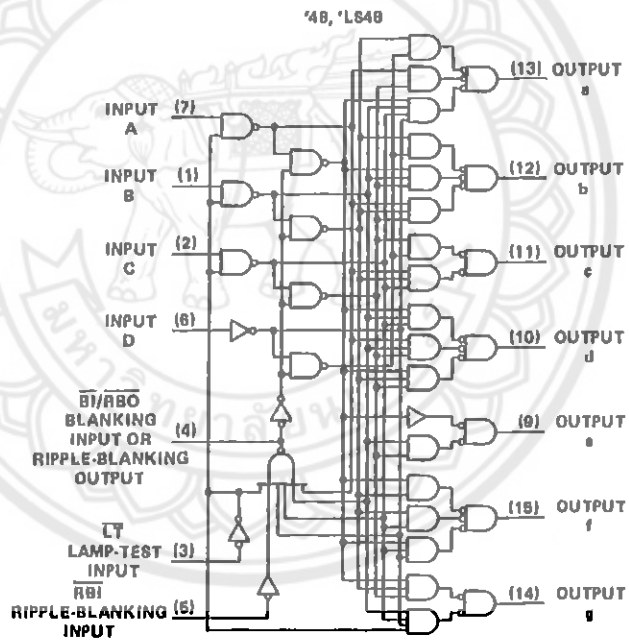 '48, 'LS48
(13) OUTPUT
a
INPUT (7)
A
INPUT (1)
B
(12) OUTPUT
b
INPUT (2)
C
(11) OUTPUT
c
INPUT (6)
D
(10) OUTPUT
d
BI/RBO
BLANKING (4)
INPUT OR
RIPPLE-BLANKING
OUTPUT
(9) OUTPUT
e
LT
LAMP-TEST
(3)
INPUT
(15) OUTPUT
f
RBI
RIPPLE-BLANKING (5)
INPUT
(14) OUTPUT
g